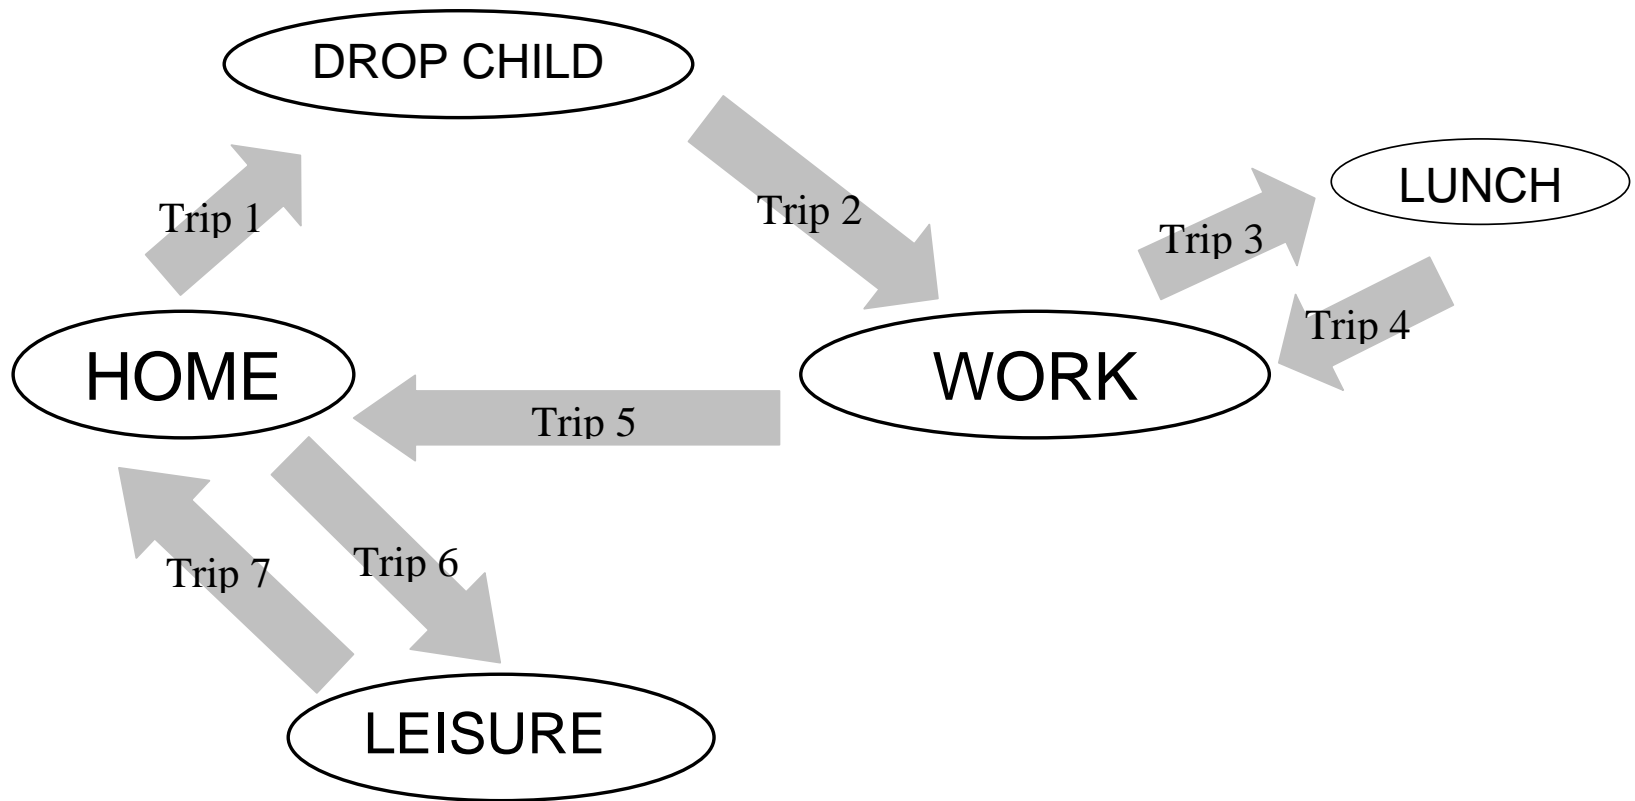 DROP CHILD
LUNCH
Trip 1
Trip 2
Trip 3
Trip 4
HOME
WORK
Trip 5
Trip 6
Trip 7
LEISURE